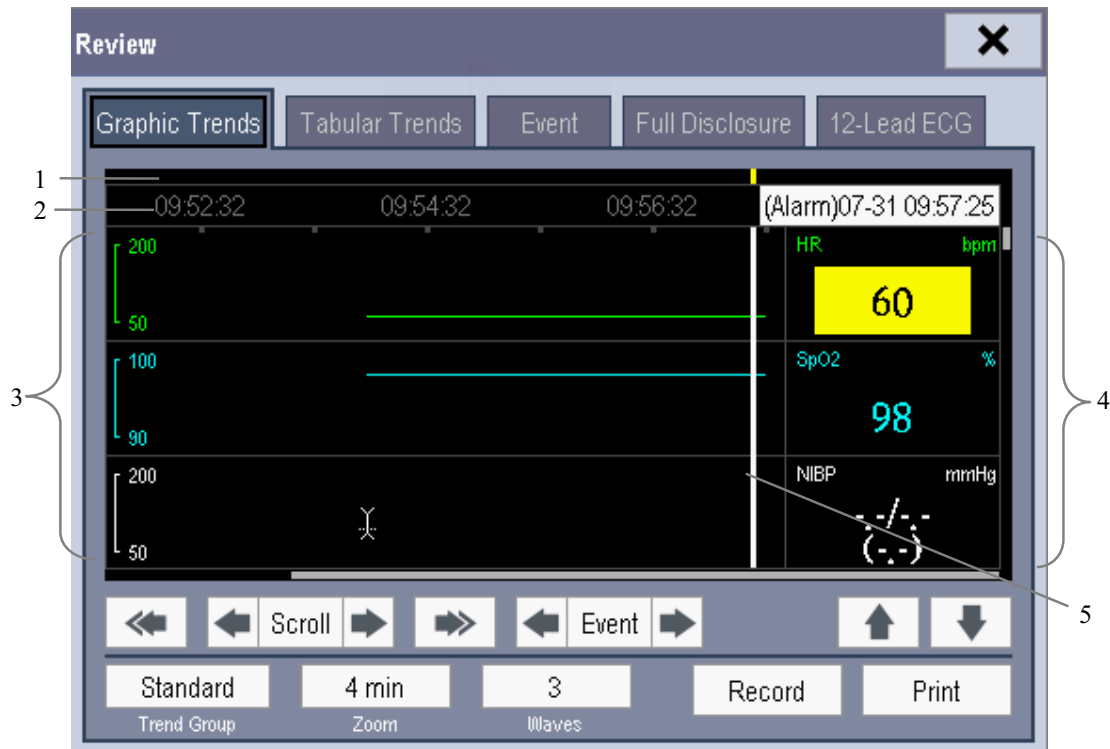 Review
Graphic Trends Tabular Trends Event Full Disclosure 12-Lead ECG
1
2 09:52:32 09:54:32 09:56:32 (Alarm)07-31 09:57:25
200 HR bpm
60
50
3
100 SpO2 %
98
90
4
200 NIBP mmHg
--/--
50 (--)
5
Scroll Event
Standard 4 min 3 Record Print
Trend Group Zoom Waves